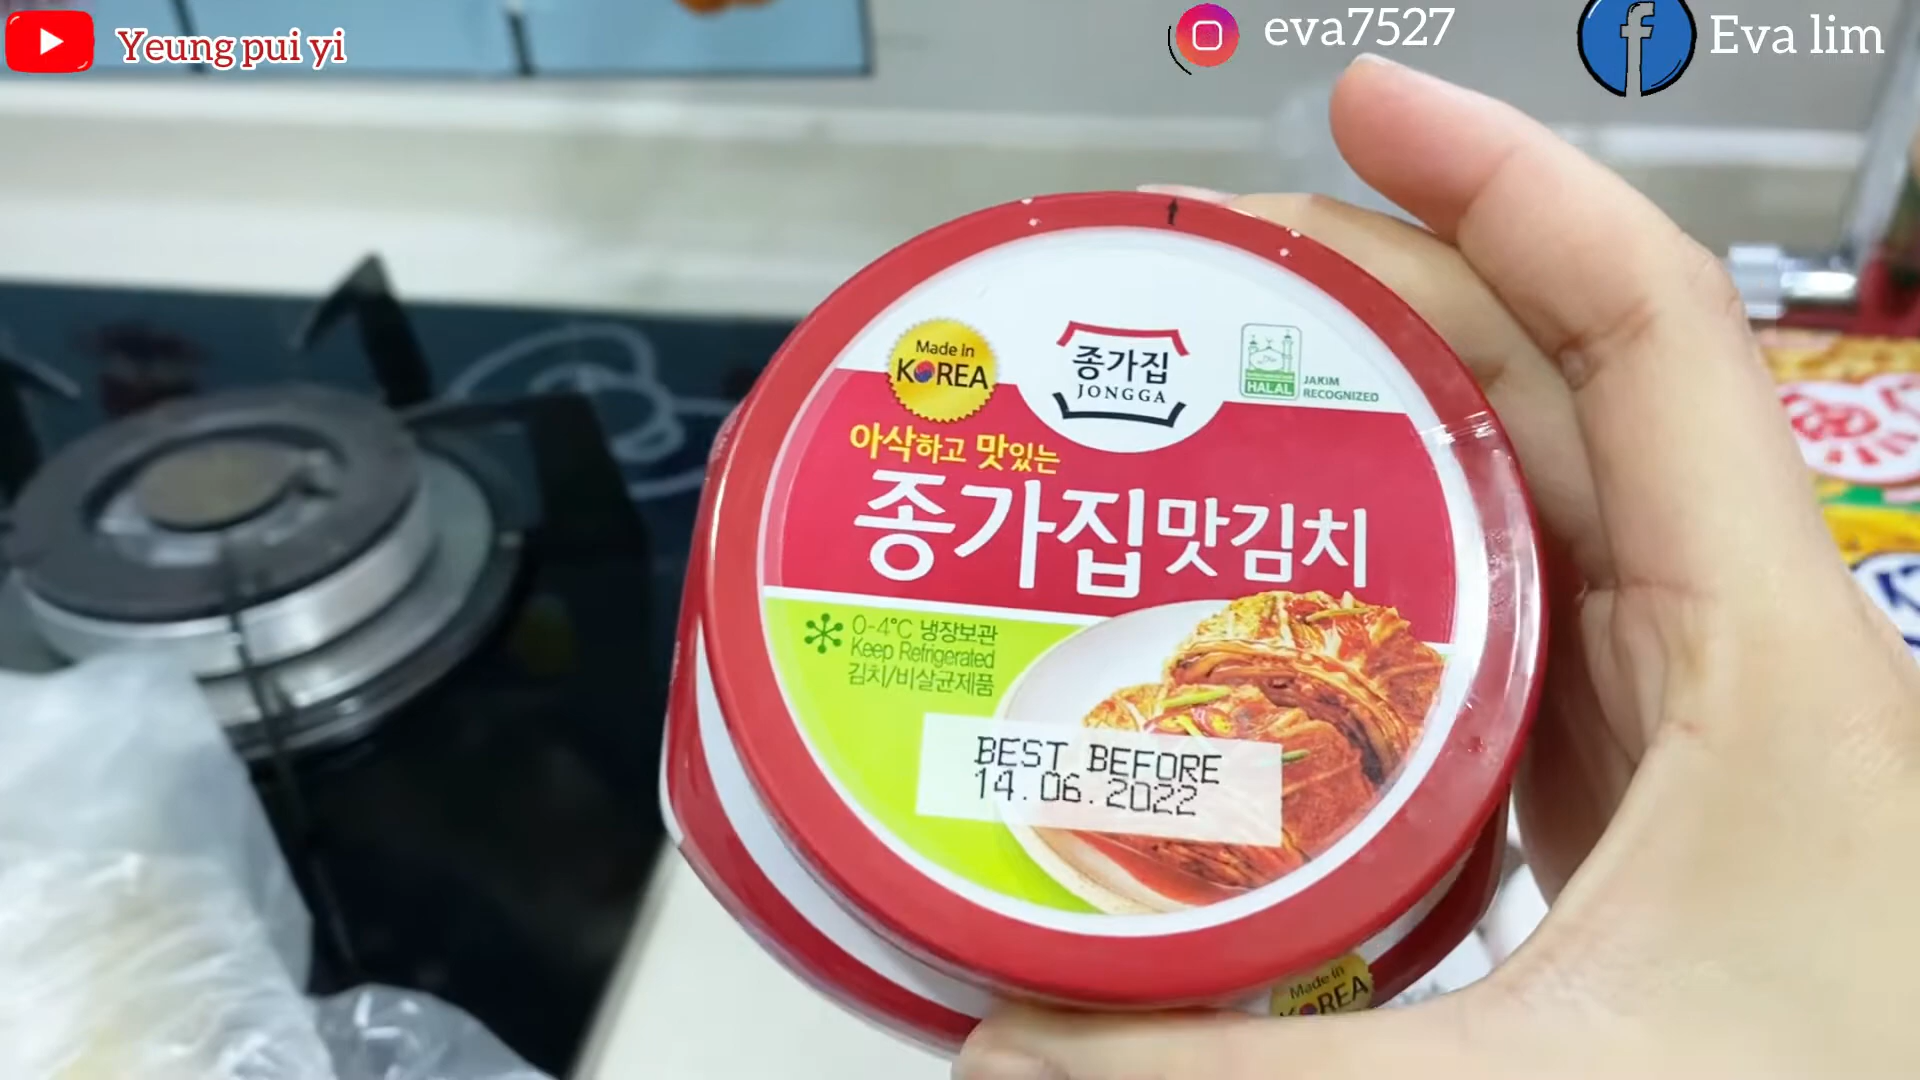 Yeung pui yi
eva7527
Eva lim
Made in
KOREA
종가집
JONGGA
HALAL
JAKIM
RECOGNIZED
아삭하고 맛있는
종가집맛김치
0-4°C 냉장보관
Keep Refrigerated
김치/비살균제품
BEST BEFORE
14.06.2022
Made in
KOREA